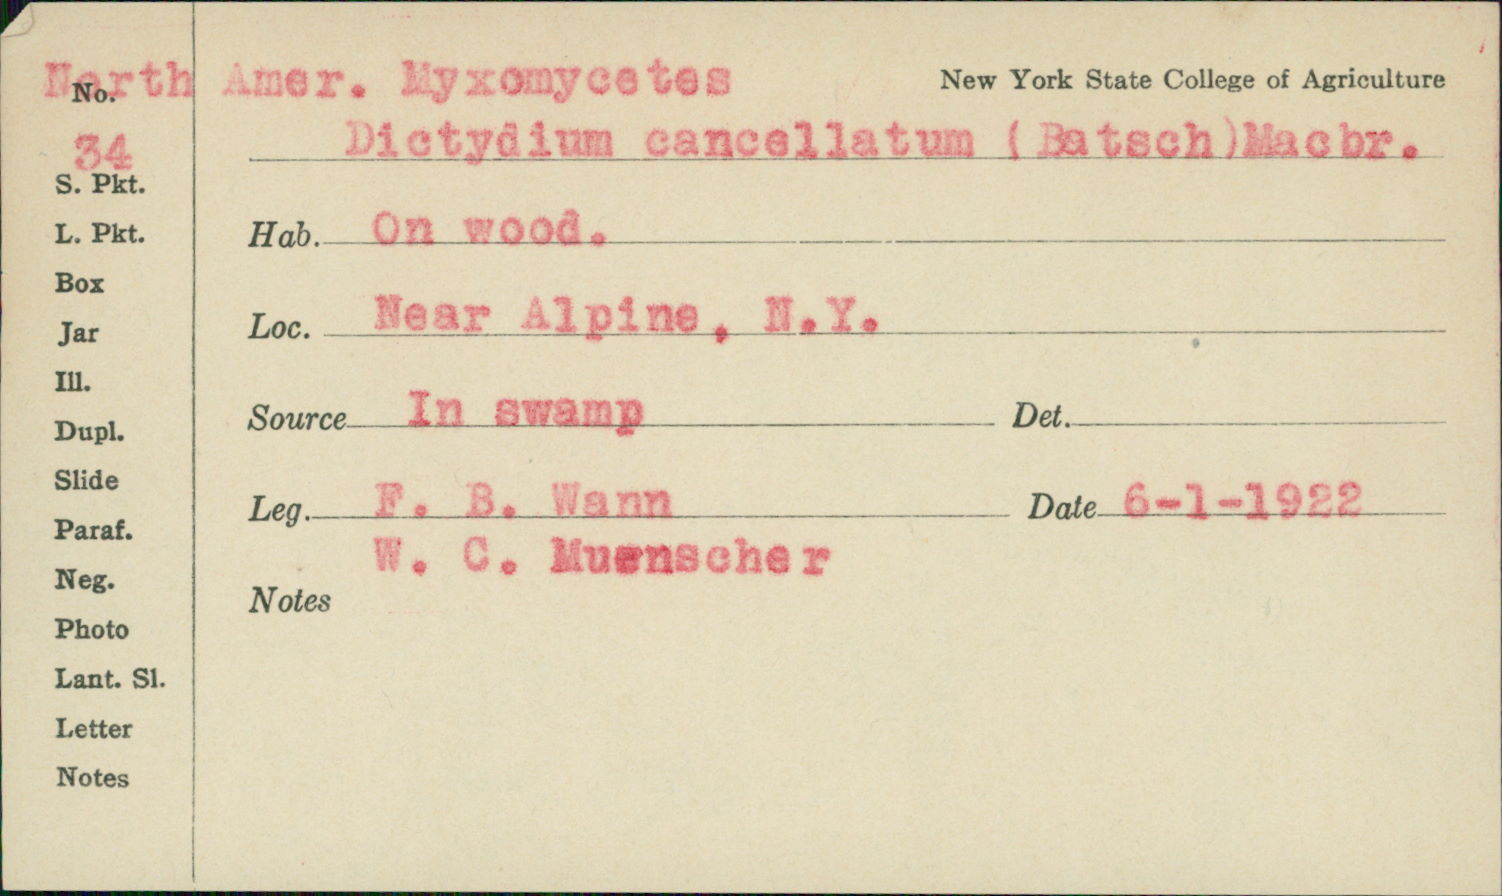 North Amer. Myxomycetes
New York State College of Agriculture
No.
34
Dictydium cancellatum (Batsch)Macbr.
S. Pkt.
L. Pkt.
Box
Jar
Ill.
Dupl.
Slide
Paraf.
Neg.
Photo
Lant. Sl.
Letter
Notes
Hab. On wood.
Loc. Near Alpine, N.Y.
Source In swamp Det.
Leg. F. B. Wann Date 6-1-1922
W. C. Muenscher
Notes